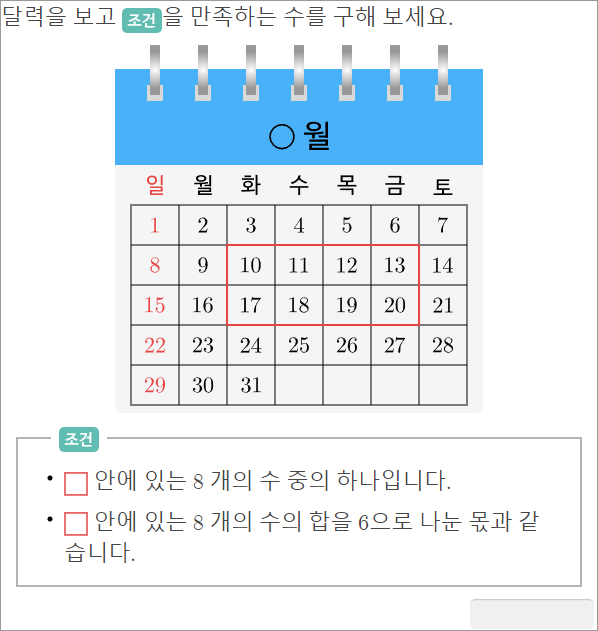 달력을 보고 조건을 만족하는 수를 구해 보세요.
○월
일 월 화 수 목 금 토
1 2 3 4 5 6 7
8 9 10 11 12 13 14
15 16 17 18 19 20 21
22 23 24 25 26 27 28
29 30 31
조건
• □ 안에 있는 8 개의 수 중의 하나입니다.
• □ 안에 있는 8 개의 수의 합을 6으로 나눈 몫과 같
습니다.